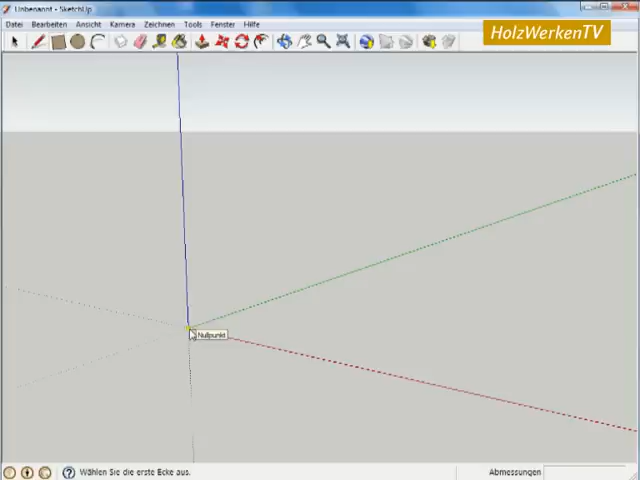 Unbenannt - SketchUp
Datei Bearbeiten Ansicht Kamera Zeichnen Tools Fenster Hilfe
HolzWerkenTV
Nullpunkt
Wählen Sie die erste Ecke aus.
Abmessungen